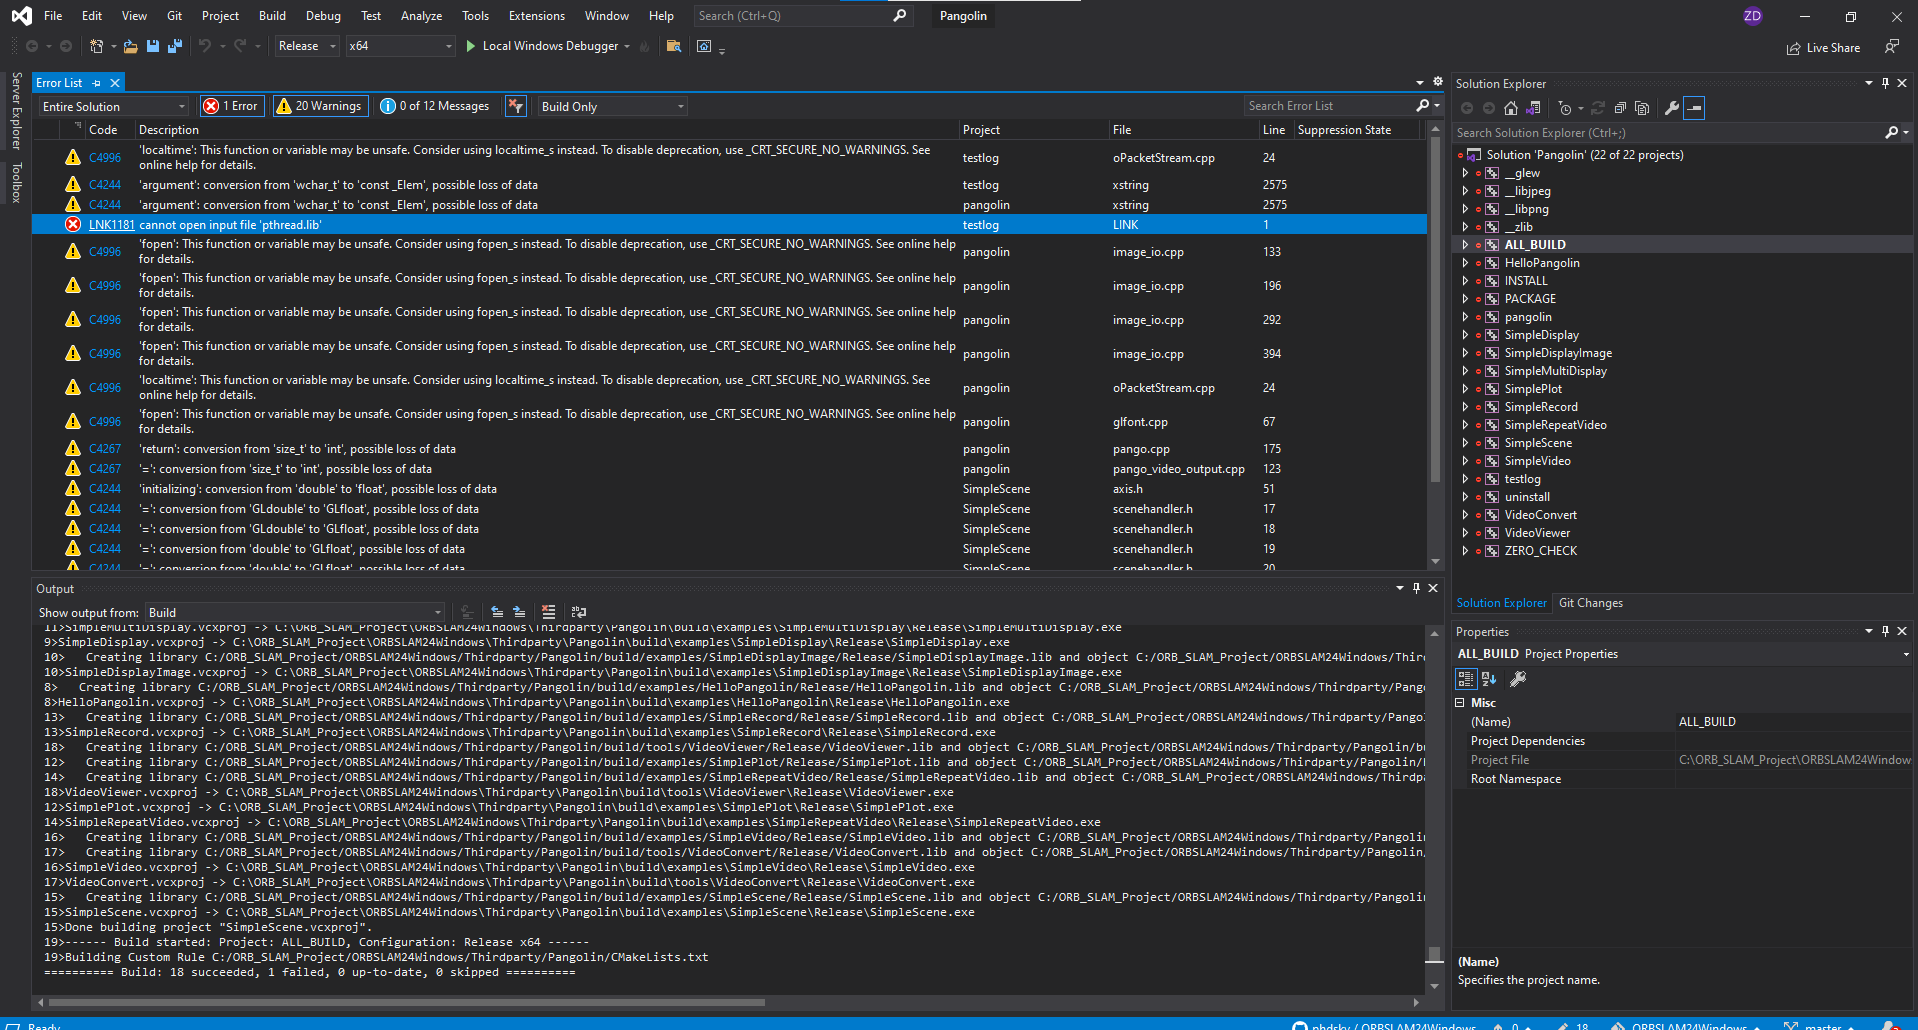 File Edit View Git Project Build Debug Test Analyze Tools Extensions Window Help Search (Ctrl+Q) Pangolin ZD
Release x64 Local Windows Debugger Live Share
Server Explorer
Toolbox
Error List
Entire Solution 1 Error 20 Warnings 0 of 12 Messages Build Only Search Error List
Code Description Project File Line Suppression State
C4996 'localtime': This function or variable may be unsafe. Consider using localtime_s instead. To disable deprecation, use _CRT_SECURE_NO_WARNINGS. See online help for details. testlog oPacketStream.cpp 24
C4244 'argument': conversion from 'wchar_t' to 'const _Elem', possible loss of data testlog xstring 2575
C4244 'argument': conversion from 'wchar_t' to 'const _Elem', possible loss of data pangolin xstring 2575
LNK1181 cannot open input file 'pthread.lib' testlog LINK 1
C4996 'fopen': This function or variable may be unsafe. Consider using fopen_s instead. To disable deprecation, use _CRT_SECURE_NO_WARNINGS. See online help for details. pangolin image_io.cpp 133
C4996 'fopen': This function or variable may be unsafe. Consider using fopen_s instead. To disable deprecation, use _CRT_SECURE_NO_WARNINGS. See online help for details. pangolin image_io.cpp 196
C4996 'fopen': This function or variable may be unsafe. Consider using fopen_s instead. To disable deprecation, use _CRT_SECURE_NO_WARNINGS. See online help for details. pangolin image_io.cpp 292
C4996 'fopen': This function or variable may be unsafe. Consider using fopen_s instead. To disable deprecation, use _CRT_SECURE_NO_WARNINGS. See online help for details. pangolin image_io.cpp 394
C4996 'localtime': This function or variable may be unsafe. Consider using localtime_s instead. To disable deprecation, use _CRT_SECURE_NO_WARNINGS. See online help for details. pangolin oPacketStream.cpp 24
C4996 'fopen': This function or variable may be unsafe. Consider using fopen_s instead. To disable deprecation, use _CRT_SECURE_NO_WARNINGS. See online help for details. pangolin glfont.cpp 67
C4267 'return': conversion from 'size_t' to 'int', possible loss of data pangolin pango.cpp 175
C4267 '=': conversion from 'size_t' to 'int', possible loss of data pangolin pango_video_output.cpp 123
C4244 'initializing': conversion from 'double' to 'float', possible loss of data SimpleScene axis.h 51
C4244 '=': conversion from 'GLdouble' to 'GLfloat', possible loss of data SimpleScene scenehandler.h 17
C4244 '=': conversion from 'GLdouble' to 'GLfloat', possible loss of data SimpleScene scenehandler.h 18
C4244 '=': conversion from 'double' to 'GLfloat', possible loss of data SimpleScene scenehandler.h 19
C4244 '=': conversion from 'double' to 'GLfloat', possible loss of data SimpleScene scenehandler.h 20
Output
Show output from: Build
11>SimpleMultiDisplay.vcxproj -> C:\ORB_SLAM_Project\ORBSLAM24Windows\Thirdparty\Pangolin\build\examples\SimpleMultiDisplay\Release\SimpleMultiDisplay.exe
9>SimpleDisplay.vcxproj -> C:\ORB_SLAM_Project\ORBSLAM24Windows\Thirdparty\Pangolin\build\examples\SimpleDisplay\Release\SimpleDisplay.exe
10> Creating library C:/ORB_SLAM_Project/ORBSLAM24Windows/Thirdparty/Pangolin/build/examples/SimpleDisplayImage/Release/SimpleDisplayImage.lib and object C:/ORB_SLAM_Project/ORBSLAM24Windows/Thir
10>SimpleDisplayImage.vcxproj -> C:\ORB_SLAM_Project\ORBSLAM24Windows\Thirdparty\Pangolin\build\examples\SimpleDisplayImage\Release\SimpleDisplayImage.exe
8> Creating library C:/ORB_SLAM_Project/ORBSLAM24Windows/Thirdparty/Pangolin/build/examples/HelloPangolin/Release/HelloPangolin.lib and object C:/ORB_SLAM_Project/ORBSLAM24Windows/Thirdparty/Pango
8>HelloPangolin.vcxproj -> C:\ORB_SLAM_Project\ORBSLAM24Windows\Thirdparty\Pangolin\build\examples\HelloPangolin\Release\HelloPangolin.exe
13> Creating library C:/ORB_SLAM_Project/ORBSLAM24Windows/Thirdparty/Pangolin/build/examples/SimpleRecord/Release/SimpleRecord.lib and object C:/ORB_SLAM_Project/ORBSLAM24Windows/Thirdparty/Pango
13>SimpleRecord.vcxproj -> C:\ORB_SLAM_Project\ORBSLAM24Windows\Thirdparty\Pangolin\build\examples\SimpleRecord\Release\SimpleRecord.exe
18> Creating library C:/ORB_SLAM_Project/ORBSLAM24Windows/Thirdparty/Pangolin/build/tools/VideoViewer/Release/VideoViewer.lib and object C:/ORB_SLAM_Project/ORBSLAM24Windows/Thirdparty/Pangolin/bu
12> Creating library C:/ORB_SLAM_Project/ORBSLAM24Windows/Thirdparty/Pangolin/build/examples/SimplePlot/Release/SimplePlot.lib and object C:/ORB_SLAM_Project/ORBSLAM24Windows/Thirdparty/Pangolin/
14> Creating library C:/ORB_SLAM_Project/ORBSLAM24Windows/Thirdparty/Pangolin/build/examples/SimpleRepeatVideo/Release/SimpleRepeatVideo.lib and object C:/ORB_SLAM_Project/ORBSLAM24Windows/Thirdp
18>VideoViewer.vcxproj -> C:\ORB_SLAM_Project\ORBSLAM24Windows\Thirdparty\Pangolin\build\tools\VideoViewer\Release\VideoViewer.exe
12>SimplePlot.vcxproj -> C:\ORB_SLAM_Project\ORBSLAM24Windows\Thirdparty\Pangolin\build\examples\SimplePlot\Release\SimplePlot.exe
14>SimpleRepeatVideo.vcxproj -> C:\ORB_SLAM_Project\ORBSLAM24Windows\Thirdparty\Pangolin\build\examples\SimpleRepeatVideo\Release\SimpleRepeatVideo.exe
16> Creating library C:/ORB_SLAM_Project/ORBSLAM24Windows/Thirdparty/Pangolin/build/examples/SimpleVideo/Release/SimpleVideo.lib and object C:/ORB_SLAM_Project/ORBSLAM24Windows/Thirdparty/Pangolin
17> Creating library C:/ORB_SLAM_Project/ORBSLAM24Windows/Thirdparty/Pangolin/build/tools/VideoConvert/Release/VideoConvert.lib and object C:/ORB_SLAM_Project/ORBSLAM24Windows/Thirdparty/Pangolin/
16>SimpleVideo.vcxproj -> C:\ORB_SLAM_Project\ORBSLAM24Windows\Thirdparty\Pangolin\build\examples\SimpleVideo\Release\SimpleVideo.exe
17>VideoConvert.vcxproj -> C:\ORB_SLAM_Project\ORBSLAM24Windows\Thirdparty\Pangolin\build\tools\VideoConvert\Release\VideoConvert.exe
15> Creating library C:/ORB_SLAM_Project/ORBSLAM24Windows/Thirdparty/Pangolin/build/examples/SimpleScene/Release/SimpleScene.lib and object C:/ORB_SLAM_Project/ORBSLAM24Windows/Thirdparty/Pangolin
15>SimpleScene.vcxproj -> C:\ORB_SLAM_Project\ORBSLAM24Windows\Thirdparty\Pangolin\build\examples\SimpleScene\Release\SimpleScene.exe
15>Done building project "SimpleScene.vcxproj".
19>------ Build started: Project: ALL_BUILD, Configuration: Release x64 ------
19>Building Custom Rule C:/ORB_SLAM_Project/ORBSLAM24Windows/Thirdparty/Pangolin/CMakeLists.txt
========== Build: 18 succeeded, 1 failed, 0 up-to-date, 0 skipped ==========
Solution Explorer
Search Solution Explorer (Ctrl+;)
Solution 'Pangolin' (22 of 22 projects)
__glew
__libjpeg
__libpng
__zlib
ALL_BUILD
HelloPangolin
INSTALL
PACKAGE
pangolin
SimpleDisplay
SimpleDisplayImage
SimpleMultiDisplay
SimplePlot
SimpleRecord
SimpleRepeatVideo
SimpleScene
SimpleVideo
testlog
uninstall
VideoConvert
VideoViewer
ZERO_CHECK
Solution Explorer Git Changes
Properties
ALL_BUILD Project Properties
Misc
(Name) ALL_BUILD
Project Dependencies
Project File C:\ORB_SLAM_Project\ORBSLAM24Window
Root Namespace
(Name)
Specifies the project name.
Ready phdsky / ORBSLAM24Windows 0 18 ORBSLAM24Windows master